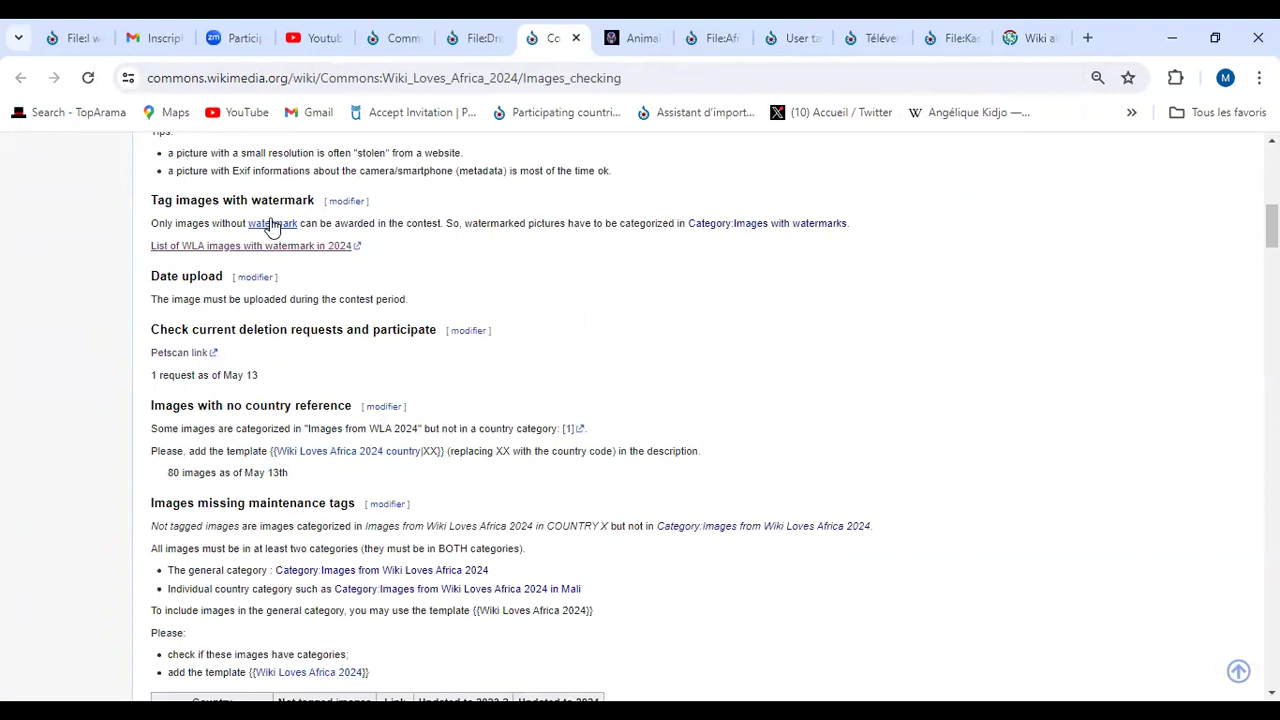 File:I w
Inscript
Particip
Youtub
Comm
File:Dri
Co
Animal
File:Afr
User ta
Téléver
File:Kas
Wiki al
commons.wikimedia.org/wiki/Commons:Wiki_Loves_Africa_2024/Images_checking
M
Search - TopArama
Maps
YouTube
Gmail
Accept Invitation | P...
Participating countri...
Assistant d'import...
(10) Accueil / Twitter
Angélique Kidjo —...
Tous les favoris
Tips:
a picture with a small resolution is often "stolen" from a website.
a picture with Exif informations about the camera/smartphone (metadata) is most of the time ok.
Tag images with watermark [ modifier ]
Only images without watermark can be awarded in the contest. So, watermarked pictures have to be categorized in Category:Images with watermarks.
List of WLA images with watermark in 2024
Date upload [ modifier ]
The image must be uploaded during the contest period.
Check current deletion requests and participate [ modifier ]
Petscan link
1 request as of May 13
Images with no country reference [ modifier ]
Some images are categorized in "Images from WLA 2024" but not in a country category: [1].
Please, add the template {{Wiki Loves Africa 2024 country|XX}} (replacing XX with the country code) in the description.
80 images as of May 13th
Images missing maintenance tags [ modifier ]
Not tagged images are images categorized in Images from Wiki Loves Africa 2024 in COUNTRY X but not in Category:Images from Wiki Loves Africa 2024.
All images must be in at least two categories (they must be in BOTH categories).
The general category : Category:Images from Wiki Loves Africa 2024
Individual country category such as Category:Images from Wiki Loves Africa 2024 in Mali
To include images in the general category, you may use the template {{Wiki Loves Africa 2024}}
Please:
check if these images have categories;
add the template {{Wiki Loves Africa 2024}}
Country Not tagged images Link